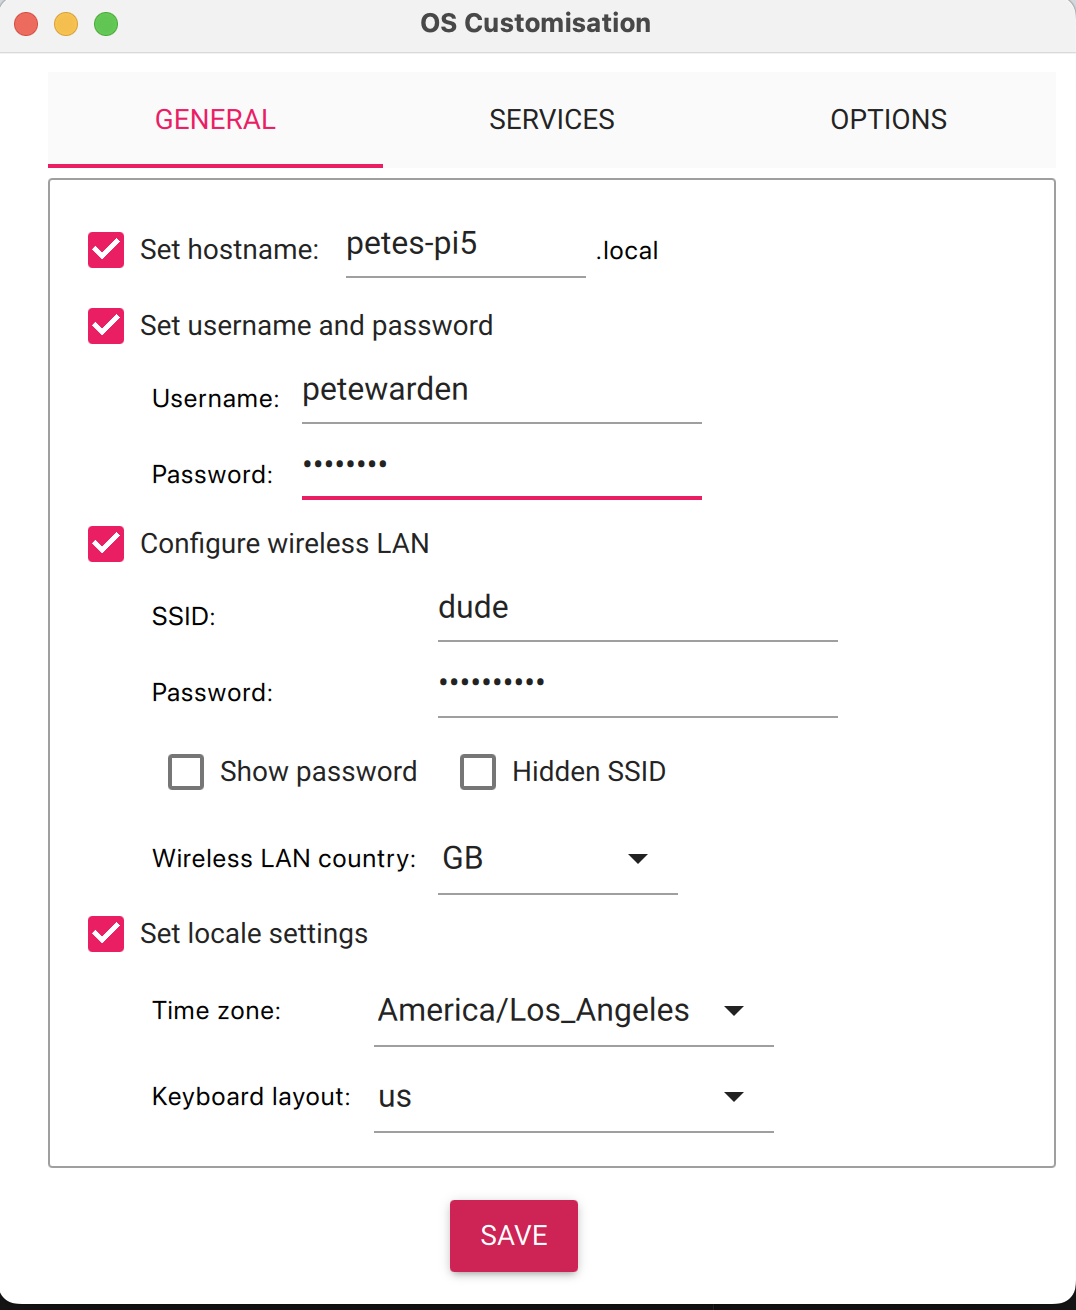 OS Customisation
GENERAL SERVICES OPTIONS
Set hostname: petes-pi5 .local
Set username and password
Username: petewarden
Password: ••••••••
Configure wireless LAN
SSID: dude
Password: ••••••••••
Show password Hidden SSID
Wireless LAN country: GB
Set locale settings
Time zone: America/Los_Angeles
Keyboard layout: us
SAVE